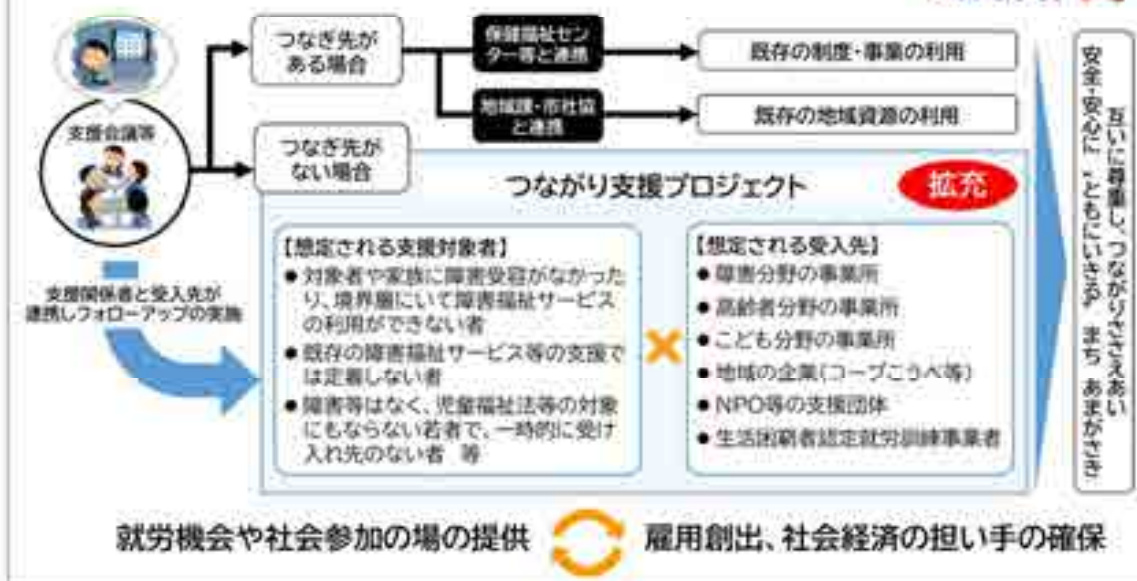 支援会議等
つなぎ先が
ある場合
保健福祉セン
ター等と連携
既存の制度・事業の利用
地域課・市社協
と連携
既存の地域資源の利用
つなぎ先が
ない場合
つながり支援プロジェクト
拡充
【想定される支援対象者】
●対象者や家族に障害受容がなかった
り、境界層にいて障害福祉サービス
の利用ができない者
●既存の障害福祉サービス等の支援で
は定着しない者
●障害等はなく、児童福祉法等の対象
にもならない若者で、一時的に受け
入れ先のない者 等
×
【想定される受入先】
●障害分野の事業所
●高齢者分野の事業所
●こども分野の事業所
●地域の企業(コープこうべ等)
●NPO等の支援団体
●生活困窮者認定就労訓練事業者
支援関係者と受入先が
連携しフォローアップの実施
互いに尊重し、つながりささえあい
安全・安心に “ともにいきる” まち あまがさき
就労機会や社会参加の場の提供
雇用創出、社会経済の担い手の確保